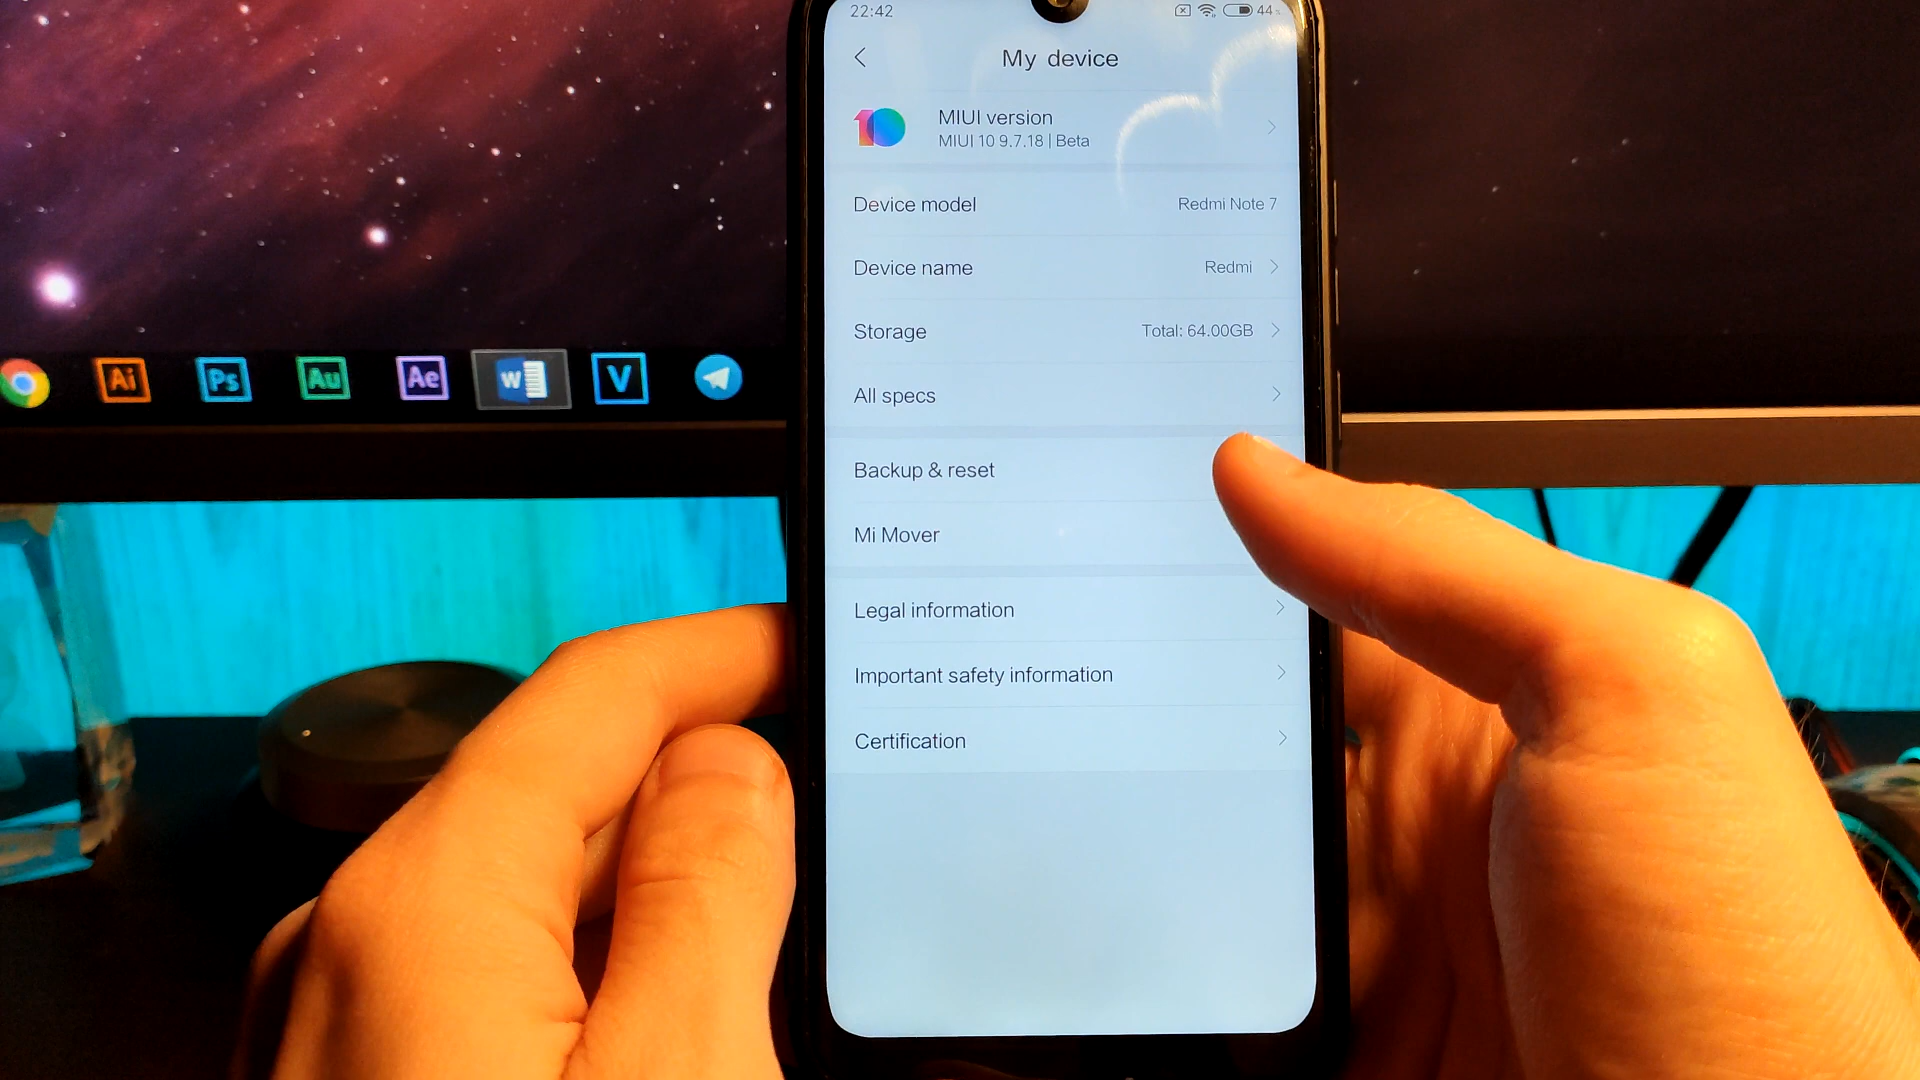 22:42
44
My device
10
MIUI version
MIUI 10 9.7.18 | Beta
Device model
Redmi Note 7
Device name
Redmi
Storage
Total: 64.00GB
All specs
Backup & reset
Mi Mover
Legal information
Important safety information
Certification
Ai
Ps
Au
Ae
W
V